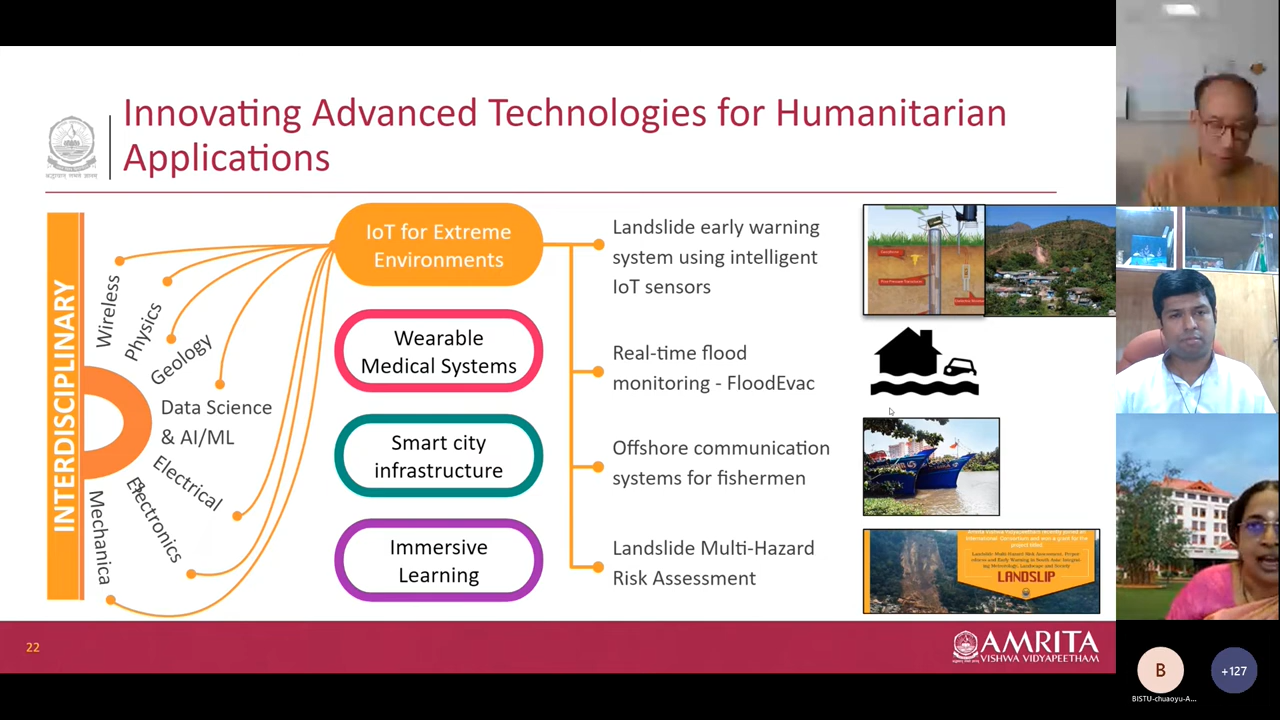 Innovating Advanced Technologies for Humanitarian
Applications
INTERDISCIPLINARY
Wireless
Physics
Geology
Data Science
& AI/ML
Electrical
Electronics
Mechanica
IoT for Extreme
Environments
Wearable
Medical Systems
Smart city
infrastructure
Immersive
Learning
Landslide early warning
system using intelligent
IoT sensors
Real-time flood
monitoring - FloodEvac
Offshore communication
systems for fishermen
Landslide Multi-Hazard
Risk Assessment
LANDSLIP
22
AMRITA
VISHWA VIDYAPEETHAM
B
BISTU-chuaoyu-A...
+127